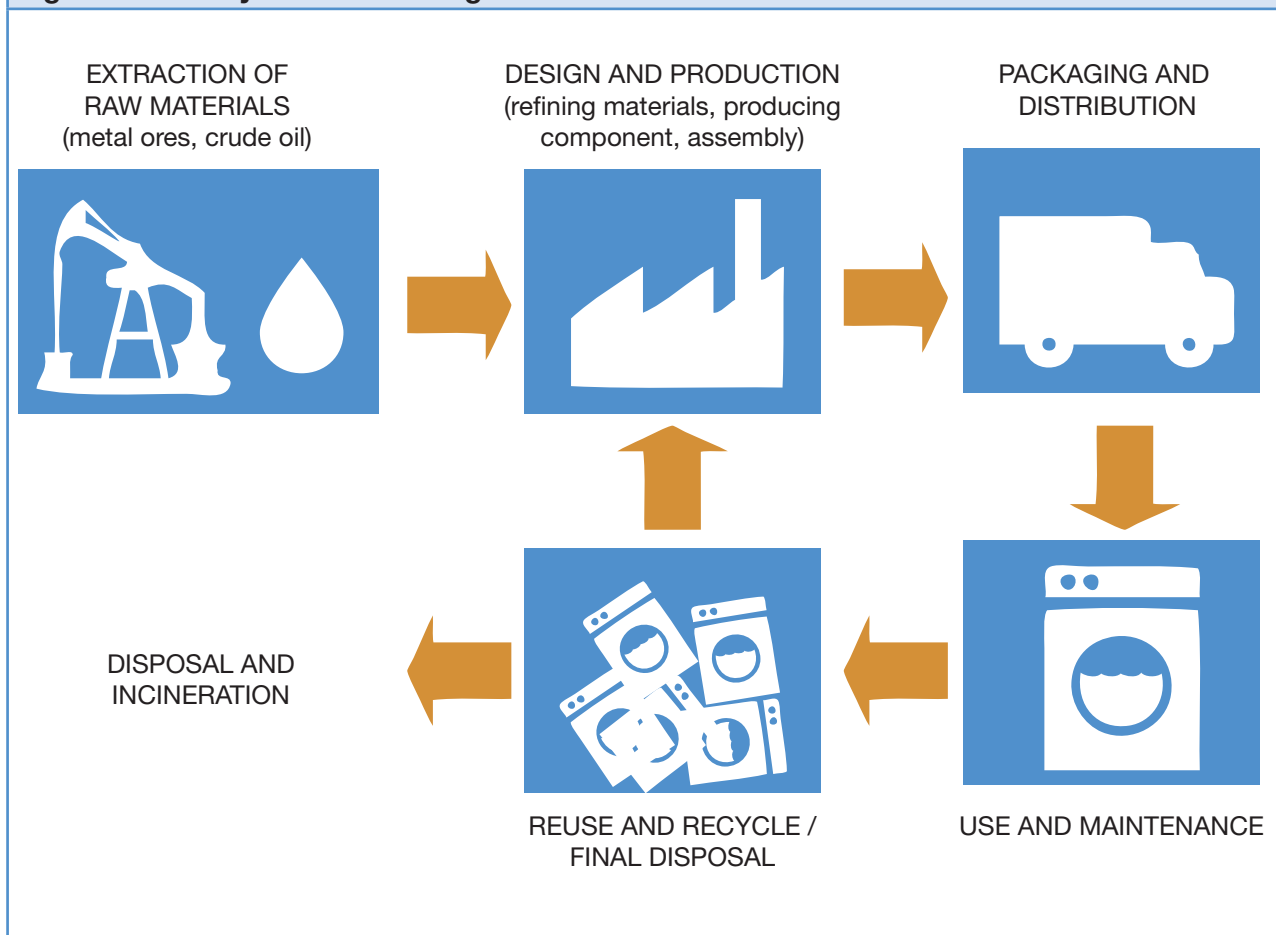 EXTRACTION OF
RAW MATERIALS
(metal ores, crude oil)
DESIGN AND PRODUCTION
(refining materials, producing
component, assembly)
PACKAGING AND
DISTRIBUTION
DISPOSAL AND
INCINERATION
REUSE AND RECYCLE /
FINAL DISPOSAL
USE AND MAINTENANCE